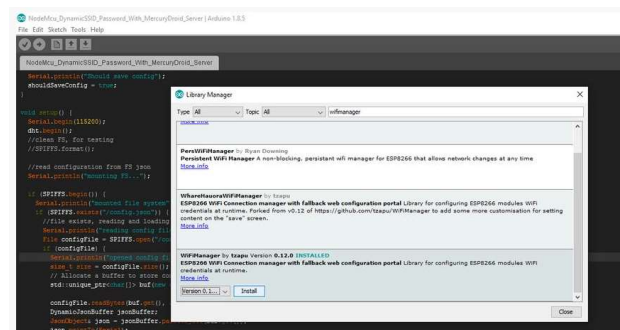 NodeMcu_DynamicSSID_Password_With_MercuryDroid_Server | Arduino 1.8.5
File Edit Sketch Tools Help
NodeMcu_DynamicSSID_Password_With_MercuryDroid_Server
Serial.println("Should save config");
shouldSaveConfig = true;
}
void setup() {
Serial.begin(115200);
dht.begin();
//clean FS, for testing
//SPIFFS.format();
//read configuration from FS json
Serial.println("mounting FS...");
if (SPIFFS.begin()) {
Serial.println("mounted file system"
if (SPIFFS.exists("/config.json")) {
//file exists, reading and loading
Serial.println("reading config fil
File configFile = SPIFFS.open("/co
if (configFile) {
Serial.println("opened config fi
size_t size = configFile.size();
// Allocate a buffer to store co
std::unique_ptr<char[]> buf(new
configFile.readBytes(buf.get(),
DynamicJsonBuffer jsonBuffer;
JsonObject& json = jsonBuffer.p
Library Manager
Type All Topic All wifimanager
More info
PersWiFiManager by Ryan Downing
Persistent WiFi Manager A non-blocking, persistant wifi manager for ESP8266 that allows network changes at any time
More info
WhareHauoraWiFiManager by tzapu
ESP8266 WiFi Connection manager with fallback web configuration portal Library for configuring ESP8266 modules WiFi
credentials at runtime. Forked from v0.12 of https://github.com/tzapu/WiFiManager to add some more customisation for setting
content on the "save" screen.
More info
WiFiManager by tzapu Version 0.12.0 INSTALLED
ESP8266 WiFi Connection manager with fallback web configuration portal Library for configuring ESP8266 modules WiFi
credentials at runtime.
More info
Version 0.1... Install
Close